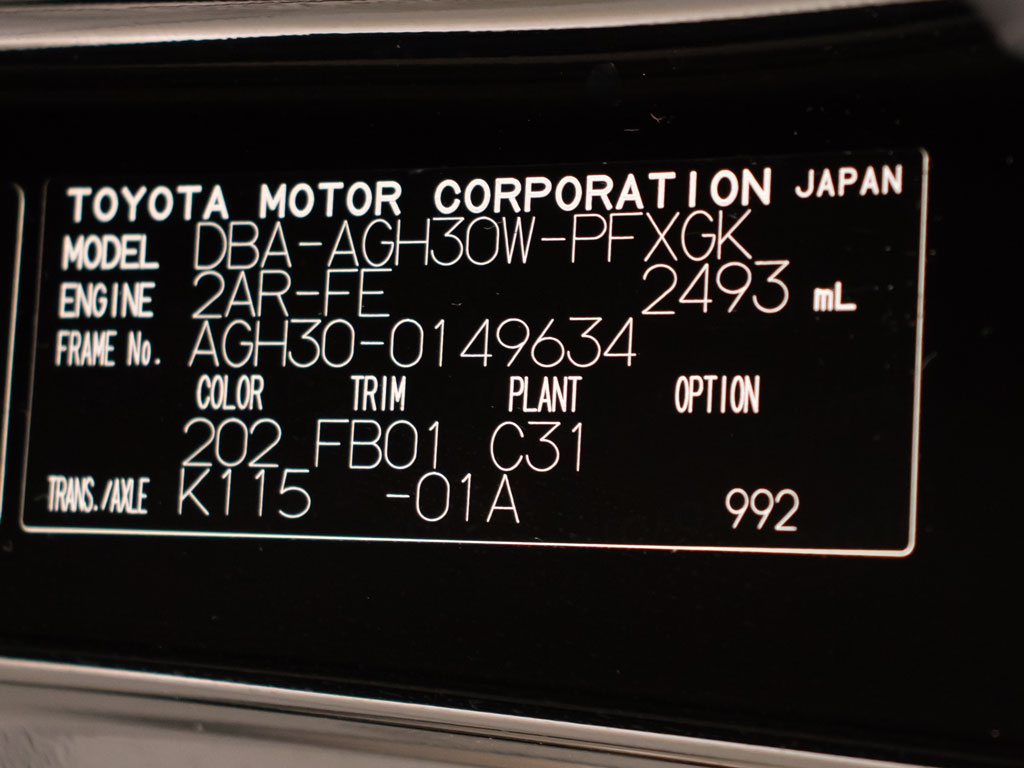 TOYOTA MOTOR CORPORATION JAPAN
MODEL DBA-AGH30W-PFXGK
ENGINE 2AR-FE 2493 mL
FRAME No. AGH30-0149634
COLOR TRIM PLANT OPTION
202 FB01 C31
TRANS./AXLE K115 -01A 992